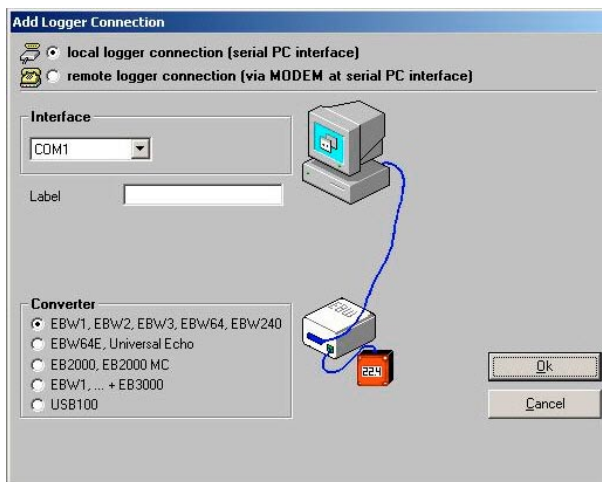 Add Logger Connection
local logger connection (serial PC interface)
remote logger connection (via MODEM at serial PC interface)
Interface
COM1
Label
Converter
EBW1, EBW2, EBW3, EBW64, EBW240
EBW64E, Universal Echo
EB2000, EB2000 MC
EBW1, ... + EB3000
USB100
EBW
22.4
Ok
Cancel